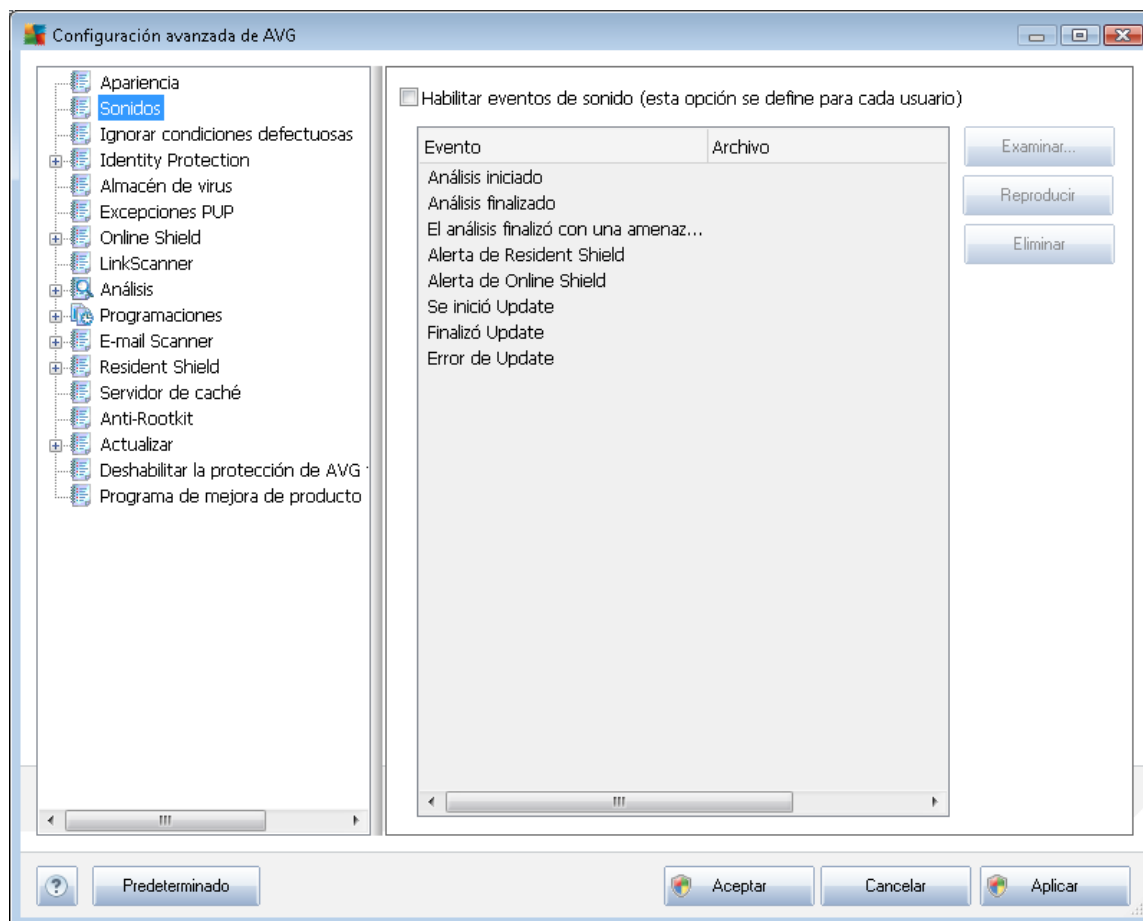 Configuración avanzada de AVG
Apariencia
Sonidos
Ignorar condiciones defectuosas
Identity Protection
Almacén de virus
Excepciones PUP
Online Shield
LinkScanner
Análisis
Programaciones
E-mail Scanner
Resident Shield
Servidor de caché
Anti-Rootkit
Actualizar
Deshabilitar la protección de AVG
Programa de mejora de producto
Habilitar eventos de sonido (esta opción se define para cada usuario)
Evento Archivo
Análisis iniciado
Análisis finalizado
El análisis finalizó con una amenaz...
Alerta de Resident Shield
Alerta de Online Shield
Se inició Update
Finalizó Update
Error de Update
Examinar...
Reproducir
Eliminar
Predeterminado
Aceptar
Cancelar
Aplicar